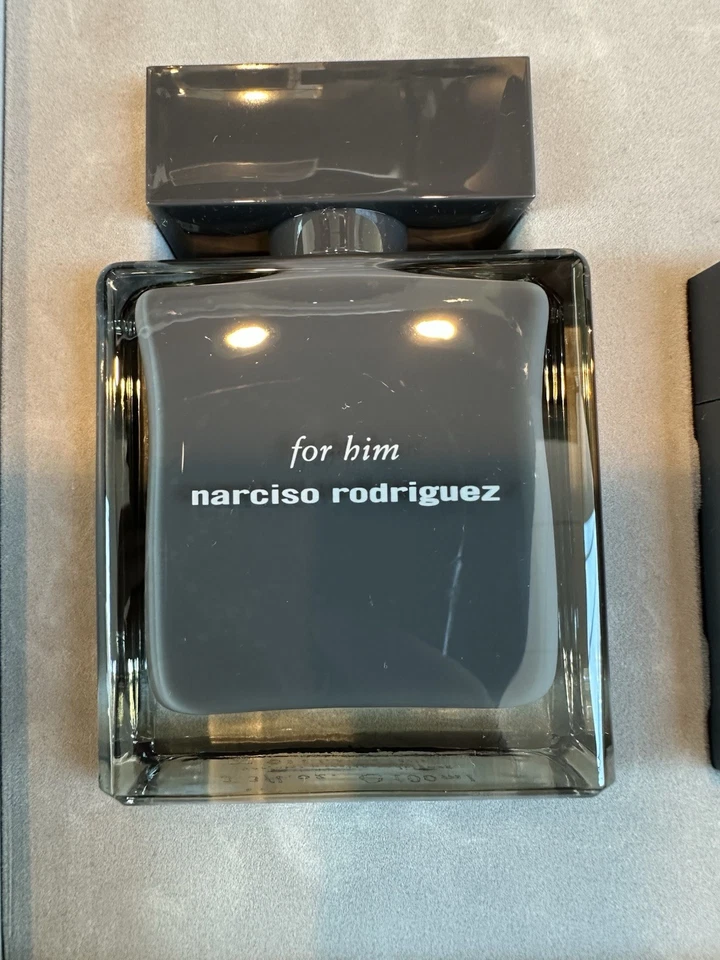 for him
narciso rodriguez